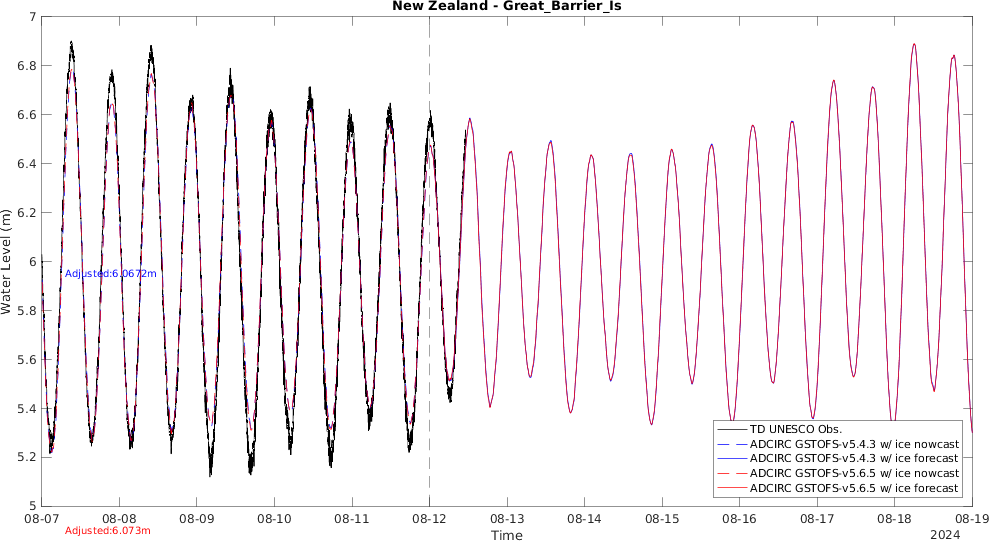 New Zealand - Great_Barrier_Is
7
6.8
6.6
6.4
6.2
6
5.8
5.6
5.4
5.2
5
Water Level (m)
Adjusted:6.0672m
TD UNESCO Obs.
ADCIRC GSTOFS-v5.4.3 w/ ice nowcast
ADCIRC GSTOFS-v5.4.3 w/ ice forecast
ADCIRC GSTOFS-v5.6.5 w/ ice nowcast
ADCIRC GSTOFS-v5.6.5 w/ ice forecast
08-07 08-08 08-09 08-10 08-11 08-12 08-13 08-14 08-15 08-16 08-17 08-18 08-19
Adjusted:6.073m
Time
2024